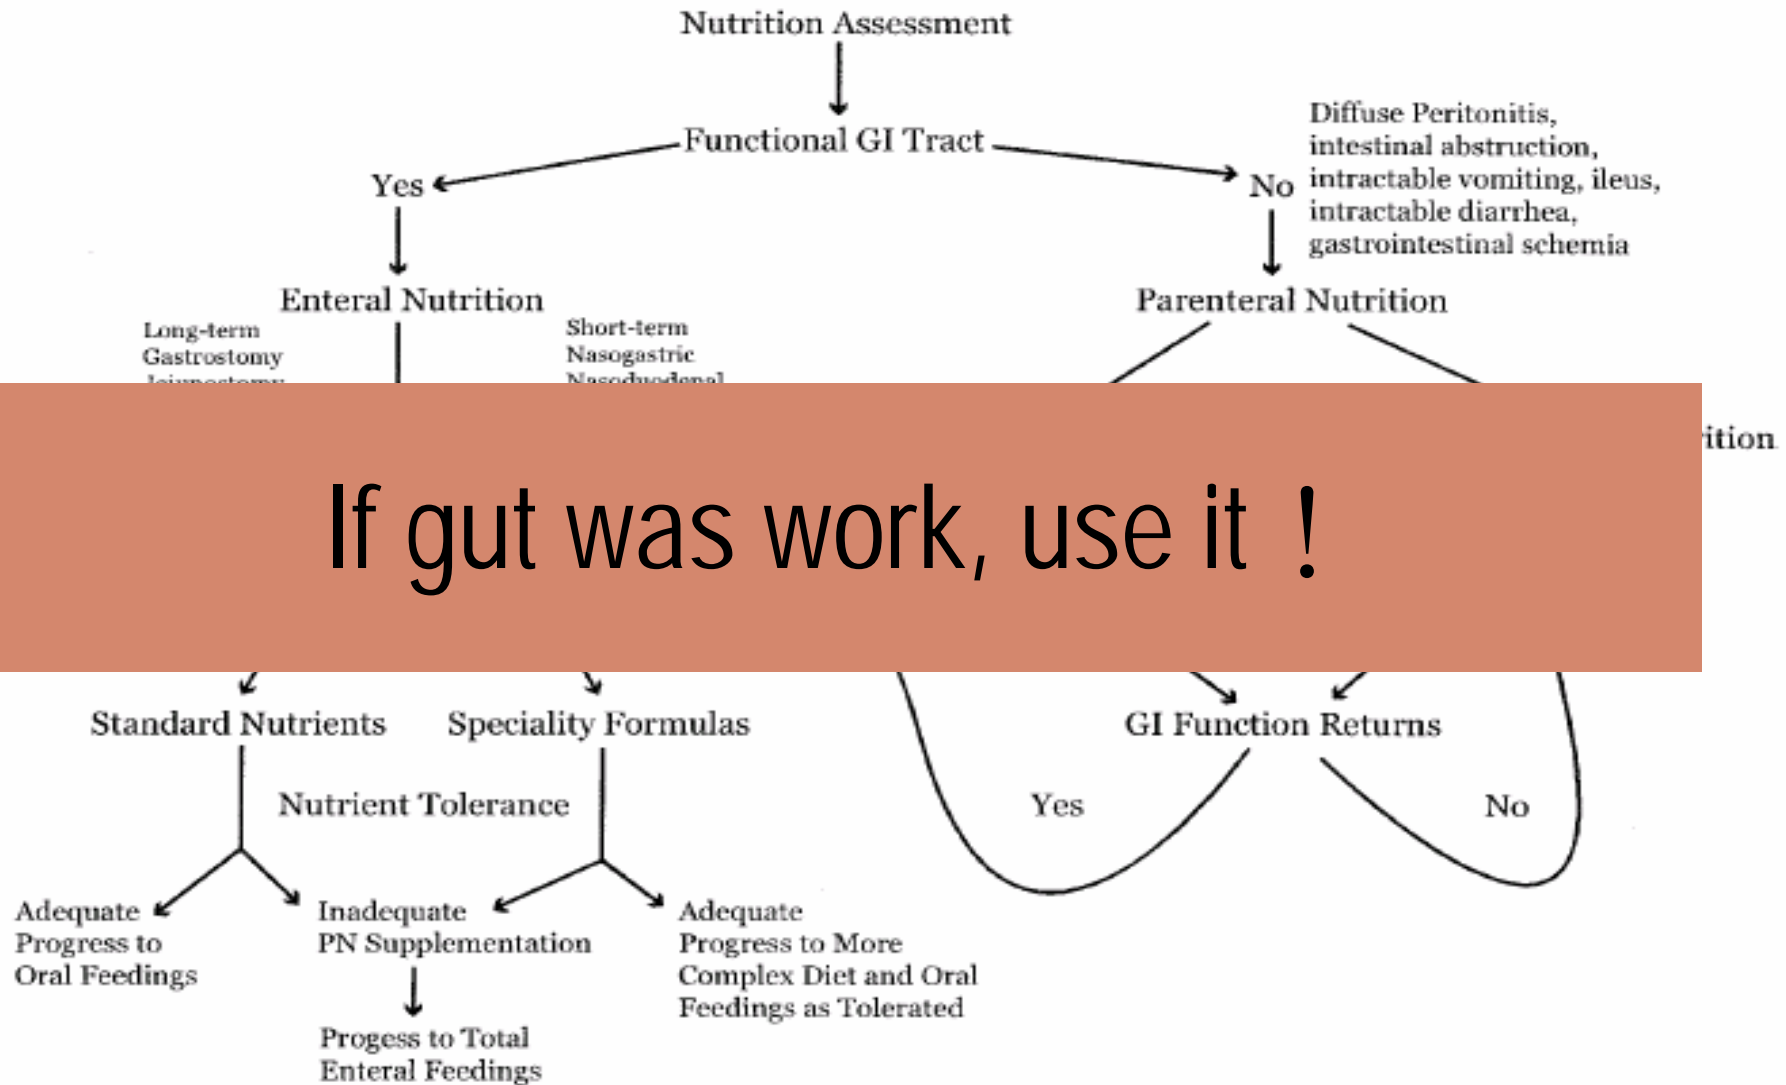 Nutrition Assessment
Functional GI Tract
Yes
No
Diffuse Peritonitis,
intestinal abstruction,
intractable vomiting, ileus,
intractable diarrhea,
gastrointestinal schemia
Enteral Nutrition
Parenteral Nutrition
Long-term
Gastrostomy
Short-term
Nasogastric
Nasoduodenal
If gut was work, use it !
Standard Nutrients
Speciality Formulas
GI Function Returns
Nutrient Tolerance
Yes
No
Adequate
Progress to
Oral Feedings
Inadequate
PN Supplementation
Adequate
Progress to More
Complex Diet and Oral
Feedings as Tolerated
Progess to Total
Enteral Feedings